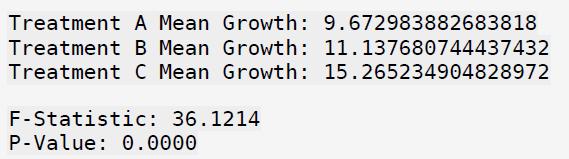 Treatment A Mean Growth: 9.672983882683818
Treatment B Mean Growth: 11.137680744437432
Treatment C Mean Growth: 15.265234904828972
F-Statistic: 36.1214
P-Value: 0.0000